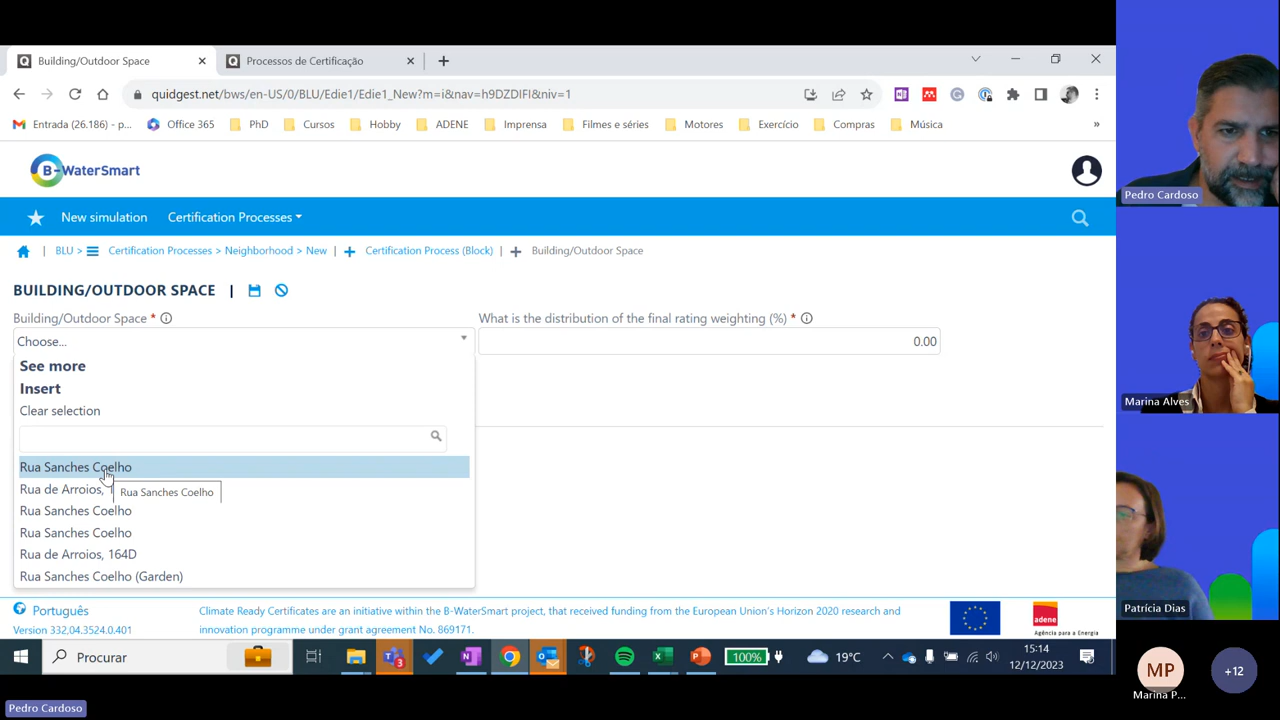 Building/Outdoor Space
Processos de Certificação
quidgest.net/bws/en-US/0/BLU/Edie1/Edie1_New?m=i&nav=h9DZDIFI&niv=1
Entrada (26.186) - p...
Office 365
PhD
Cursos
Hobby
ADENE
Imprensa
Filmes e séries
Motores
Exercício
Compras
Música
»
B-WaterSmart
New simulation
Certification Processes
BLU >
Certification Processes > Neighborhood > New
Certification Process (Block)
Building/Outdoor Space
BUILDING/OUTDOOR SPACE |
Building/Outdoor Space *
What is the distribution of the final rating weighting (%) *
Choose...
0.00
See more
Insert
Clear selection
Rua Sanches Coelho
Rua de Arroios, 1
Rua Sanches Coelho
Rua Sanches Coelho
Rua Sanches Coelho
Rua de Arroios, 164D
Rua Sanches Coelho (Garden)
Português
Version 332,04.3524.0.401
Climate Ready Certificates are an initiative within the B-WaterSmart project, that received funding from the European Union's Horizon 2020 research and
innovation programme under grant agreement No. 869171.
adene
Agência para a Energia
Procurar
3
100%
19°C
15:14
12/12/2023
Pedro Cardoso
Marina Alves
Patrícia Dias
MP
Marina P...
+12
Pedro Cardoso